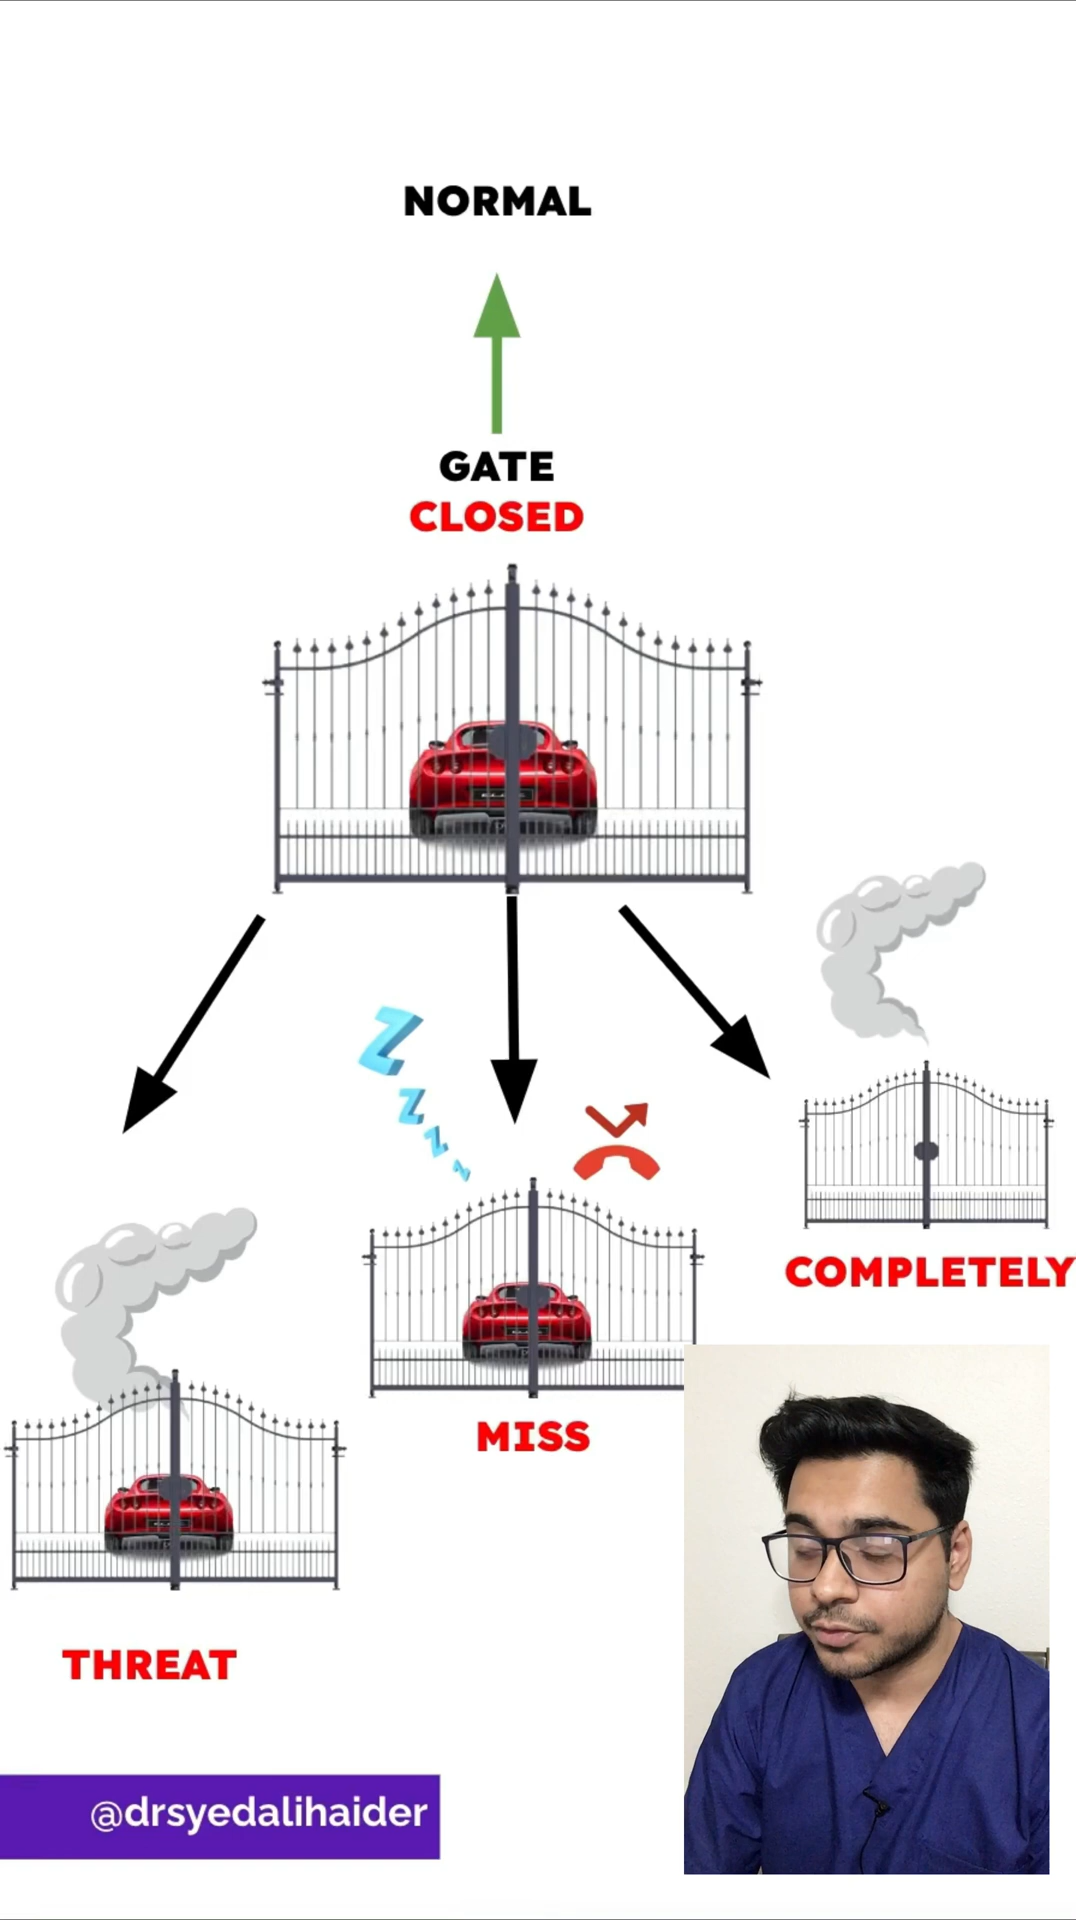 NORMAL
GATE
CLOSED
COMPLETELY
MISS
THREAT
@drsyedalihaider